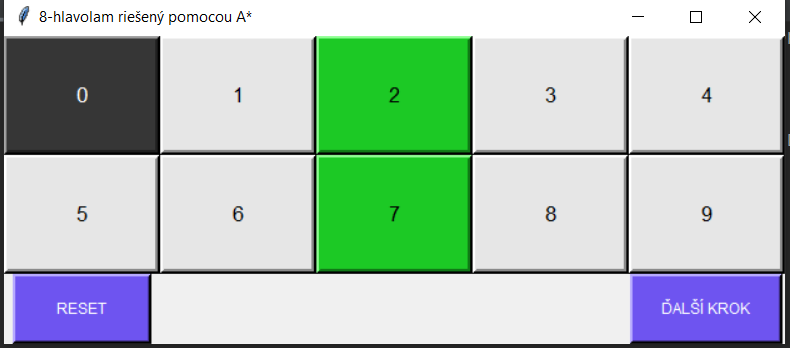 8-hlavolam riešený pomocou A*
0 1 2 3 4
5 6 7 8 9
RESET ĎALŠÍ KROK